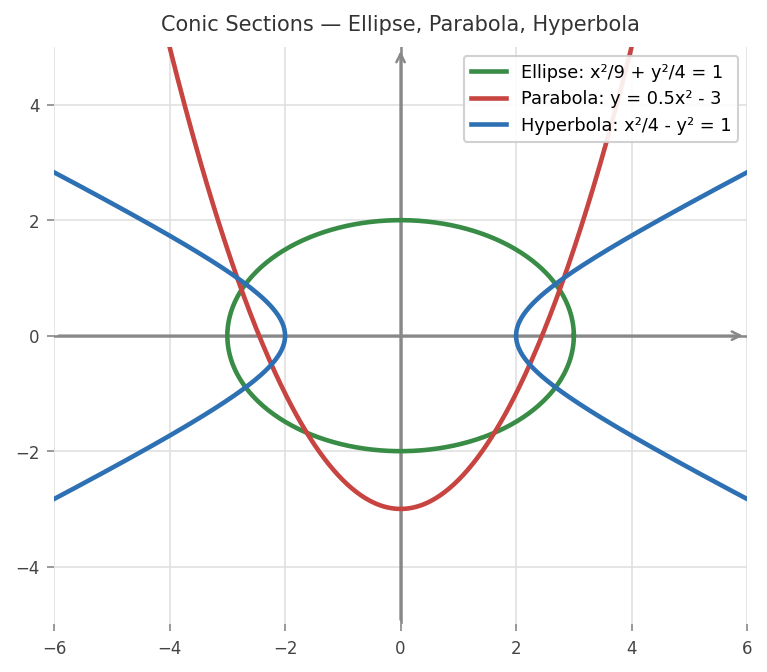 Conic Sections — Ellipse, Parabola, Hyperbola
Ellipse: x²/9 + y²/4 = 1
Parabola: y = 0.5x² - 3
Hyperbola: x²/4 - y² = 1
4
2
0
−2
−4
−6 −4 −2 0 2 4 6